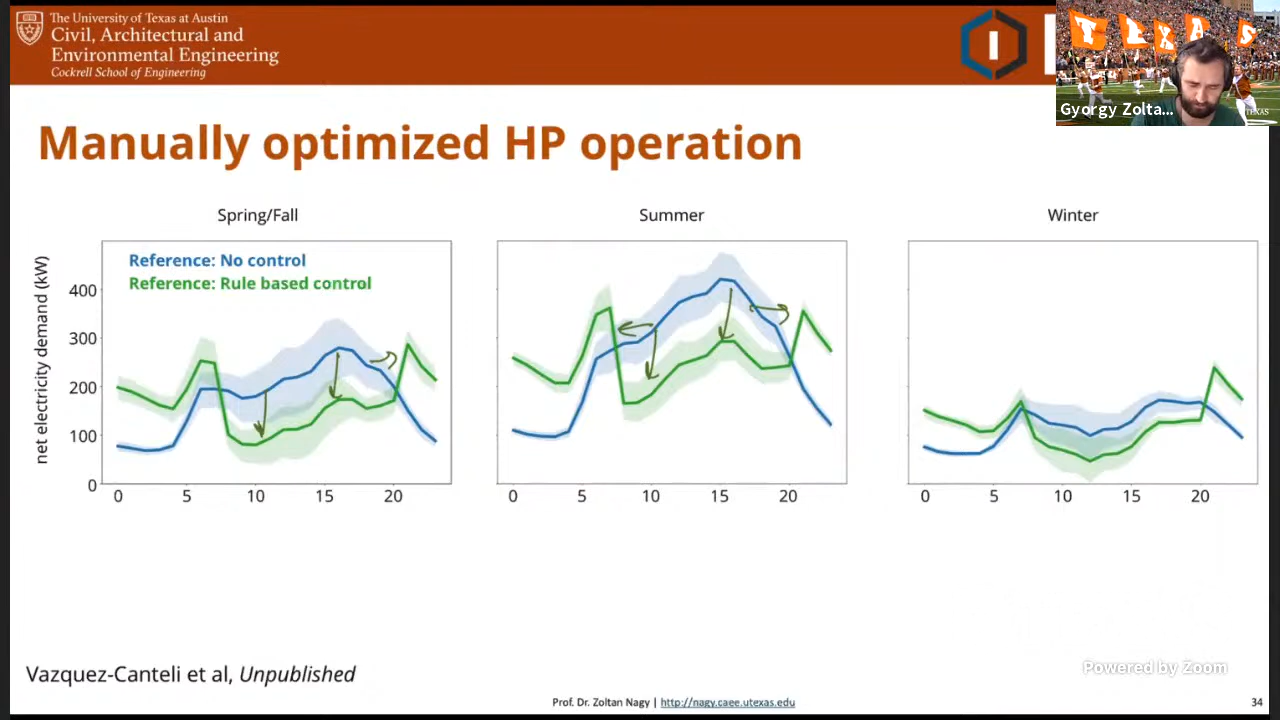 The University of Texas at Austin
Civil, Architectural and
Environmental Engineering
Cockrell School of Engineering
I
TEXAS
Gyorgy Zolta...
TEXAS
Manually optimized HP operation
Spring/Fall
Summer
Winter
net electricity demand (kW)
Reference: No control
Reference: Rule based control
400
300
200
100
0
0 5 10 15 20
0 5 10 15 20
0 5 10 15 20
Vazquez-Canteli et al, Unpublished
Powered by Zoom
Prof. Dr. Zoltan Nagy | http://nagy.caee.utexas.edu
34